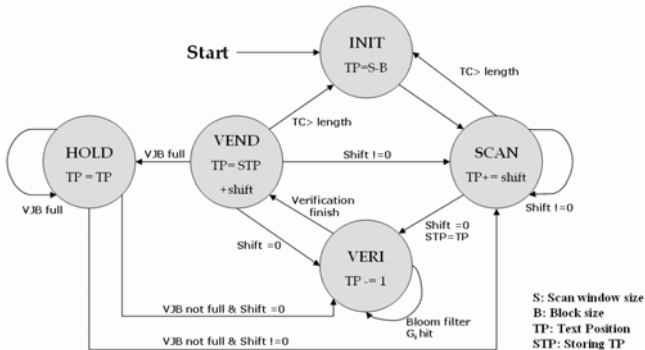 Start
INIT
TP=S-B
TC> length
TC> length
HOLD
TP = TP
VJB full
VJB full
VEND
TP= STP
+shift
Shift !=0
SCAN
TP+= shift
Shift !=0
Verification
finish
Shift =0
Shift =0
STP=TP
VERI
TP -= 1
Bloom filter
Gi hit
VJB not full & Shift =0
VJB not full & Shift !=0
S: Scan window size
B: Block size
TP: Text Position
STP: Storing TP